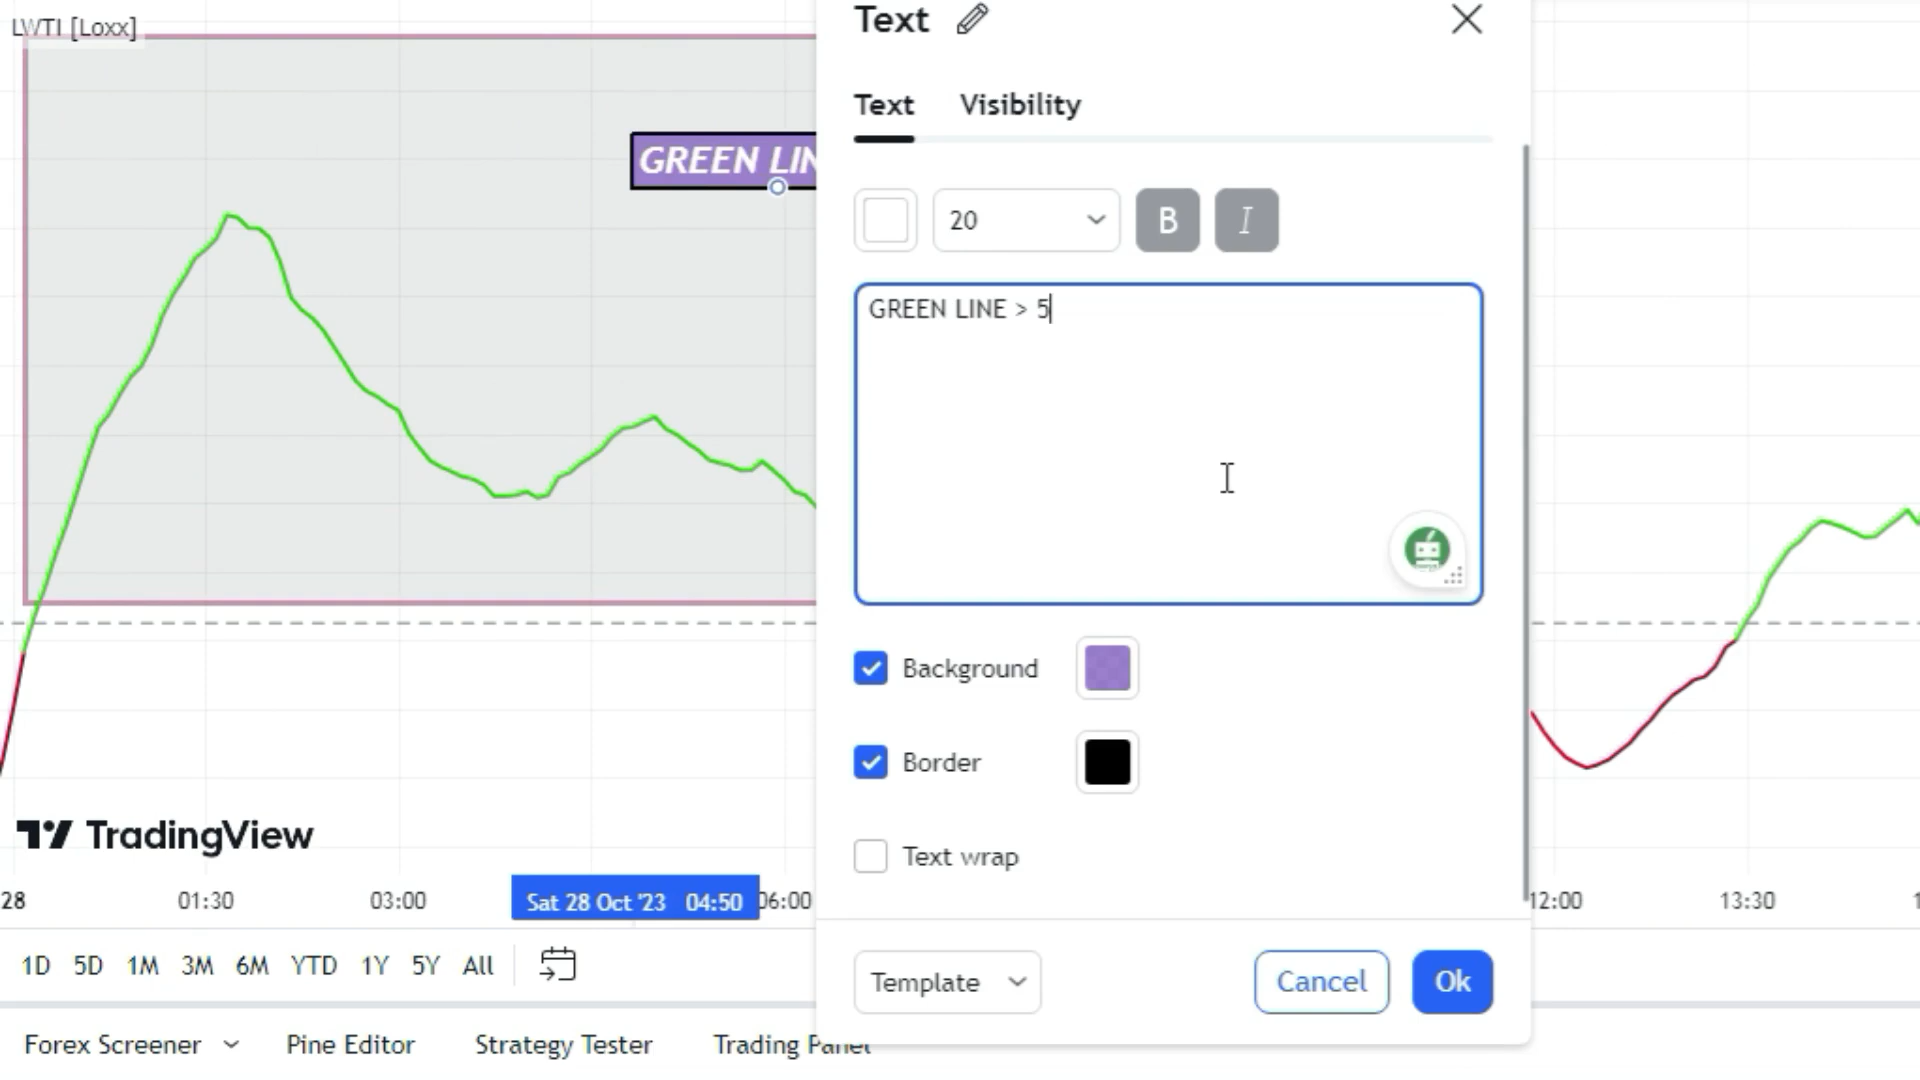 LWTI [Loxx]
GREEN LIN
Text
Text Visibility
20 B I
GREEN LINE > 5
Background
Border
Text wrap
TradingView
28 01:30 03:00 Sat 28 Oct '23 04:50 06:00 12:00 13:30 1
1D 5D 1M 3M 6M YTD 1Y 5Y All
Template Cancel Ok
Forex Screener Pine Editor Strategy Tester Trading Panel